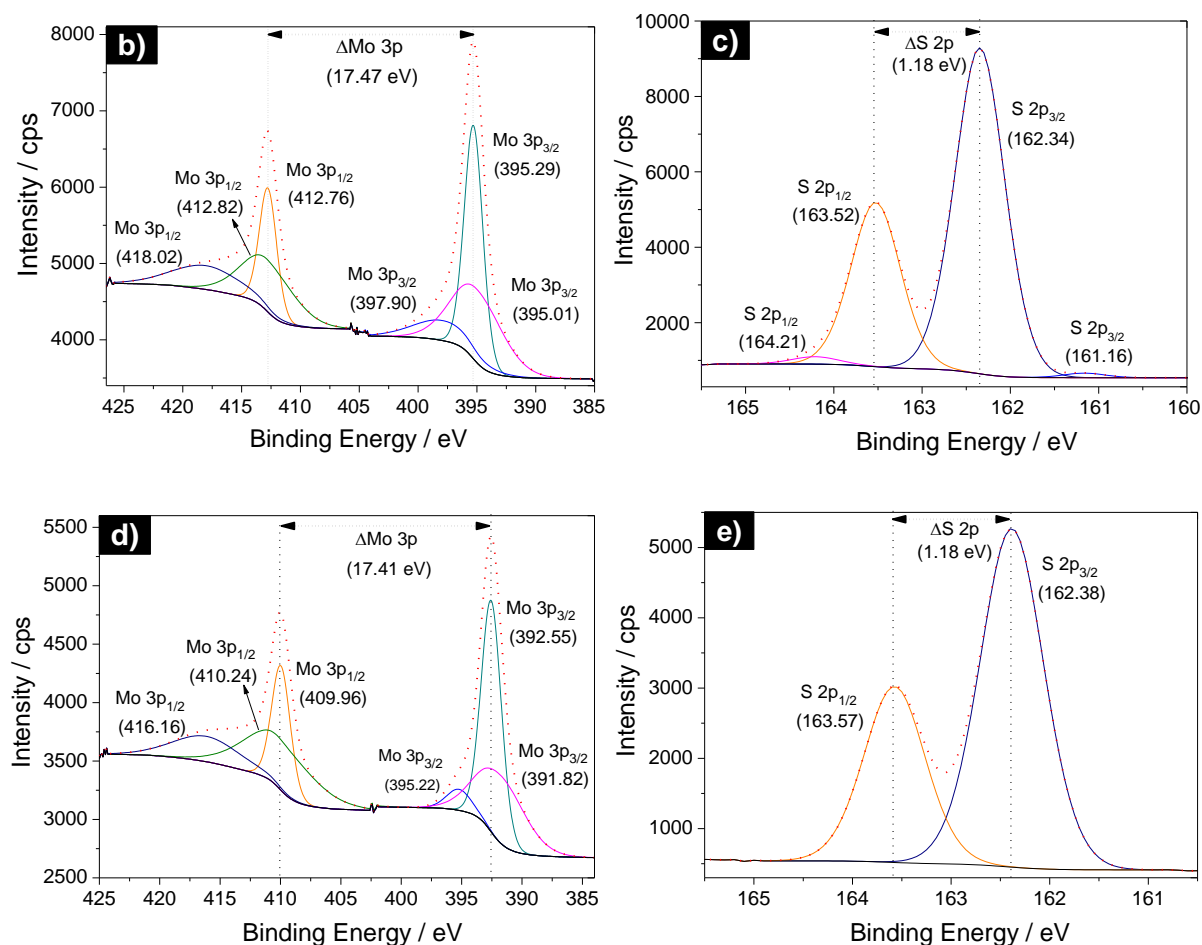 b)
ΔMo 3p
(17.47 eV)
Mo 3p3/2
(395.29)
Mo 3p1/2
(412.76)
Mo 3p1/2
(412.82)
Mo 3p1/2
(418.02)
Mo 3p3/2
(397.90)
Mo 3p3/2
(395.01)
8000
7000
6000
5000
4000
Intensity / cps
425 420 415 410 405 400 395 390 385
Binding Energy / eV
c)
ΔS 2p
(1.18 eV)
S 2p3/2
(162.34)
S 2p1/2
(163.52)
S 2p1/2
(164.21)
S 2p3/2
(161.16)
10000
8000
6000
4000
2000
0
Intensity / cps
165 164 163 162 161 160
Binding Energy / eV
d)
ΔMo 3p
(17.41 eV)
Mo 3p3/2
(392.55)
Mo 3p1/2
(410.24)
Mo 3p1/2
(409.96)
Mo 3p1/2
(416.16)
Mo 3p3/2
(395.22)
Mo 3p3/2
(391.82)
5500
5000
4500
4000
3500
3000
2500
Intensity / cps
425 420 415 410 405 400 395 390 385
Binding Energy / eV
e)
ΔS 2p
(1.18 eV)
S 2p3/2
(162.38)
S 2p1/2
(163.57)
5000
4000
3000
2000
1000
Intensity / cps
165 164 163 162 161
Binding Energy / eV